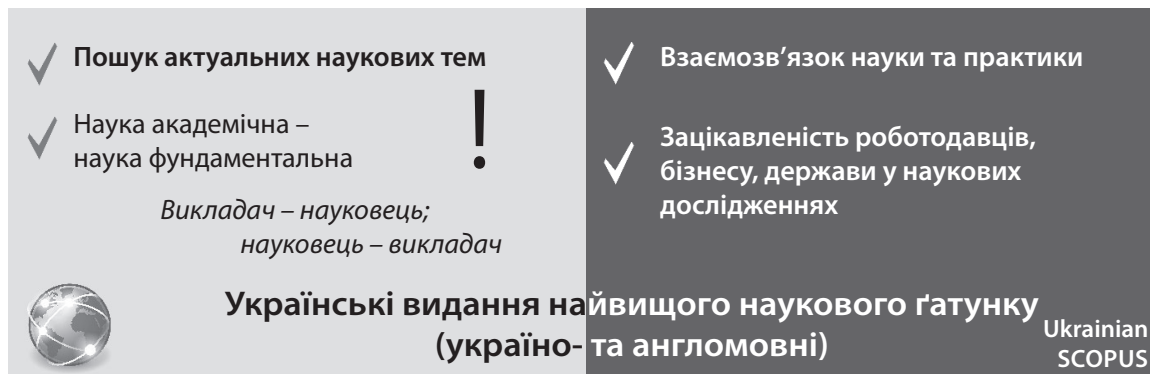 Пошук актуальних наукових тем
Наука академічна –
наука фундаментальна
!
Викладач – науковець;
науковець – викладач
Взаємозв’язок науки та практики
Зацікавленість роботодавців,
бізнесу, держави у наукових
дослідженнях
Українські видання найвищого наукового ґатунку
(україно- та англомовні)
Ukrainian
SCOPUS